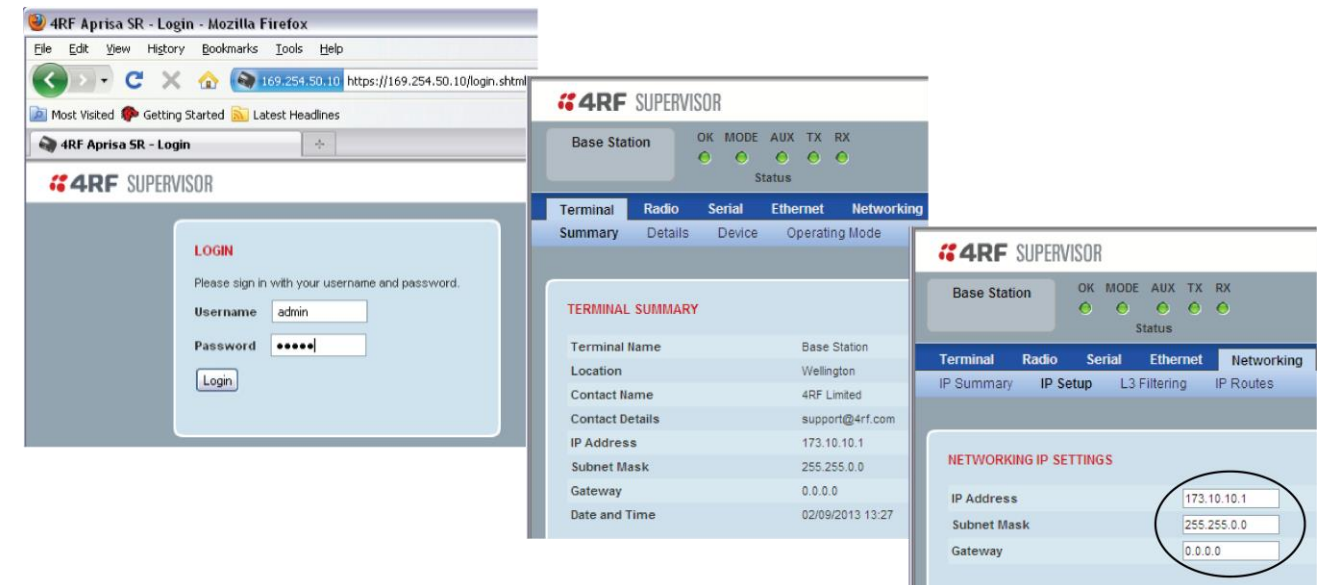 4RF Aprisa SR - Login - Mozilla Firefox
File Edit View History Bookmarks Tools Help
169.254.50.10 https://169.254.50.10/login.shtml
Most Visited Getting Started Latest Headlines
4RF Aprisa SR - Login
4RF SUPERVISOR
LOGIN
Please sign in with your username and password.
Username admin
Password •••••
Login
4RF SUPERVISOR
Base Station OK MODE AUX TX RX
Status
Terminal Radio Serial Ethernet Networking
Summary Details Device Operating Mode
TERMINAL SUMMARY
Terminal Name Base Station
Location Wellington
Contact Name 4RF Limited
Contact Details support@4rf.com
IP Address 173.10.10.1
Subnet Mask 255.255.0.0
Gateway 0.0.0.0
Date and Time 02/09/2013 13:27
4RF SUPERVISOR
Base Station OK MODE AUX TX RX
Status
Terminal Radio Serial Ethernet Networking
IP Summary IP Setup L3 Filtering IP Routes
NETWORKING IP SETTINGS
IP Address 173.10.10.1
Subnet Mask 255.255.0.0
Gateway 0.0.0.0